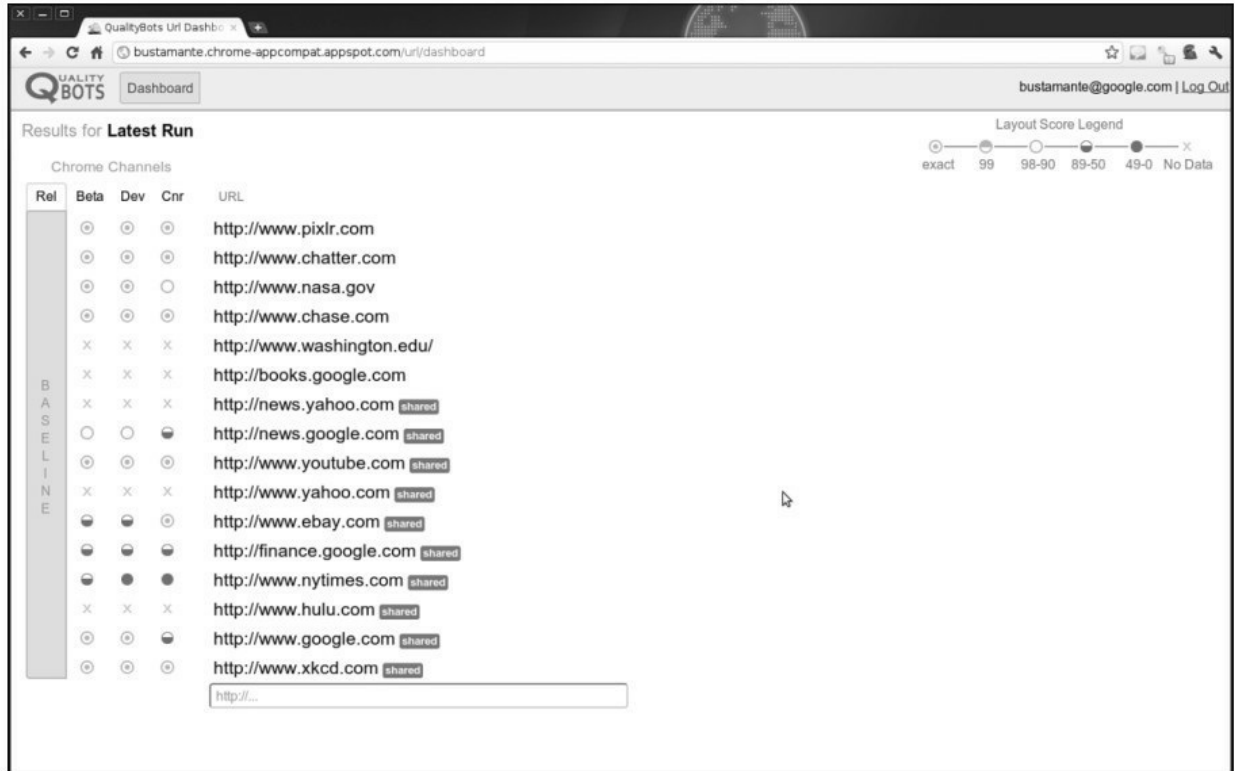 QualityBots Url Dashbo
bustamante.chrome-appcompat.appspot.com/url/dashboard
QUALITY BOTS Dashboard bustamante@google.com | Log Out
Results for Latest Run
Layout Score Legend
exact 99 98-90 89-50 49-0 No Data
Chrome Channels
Rel Beta Dev Cnr URL
BASELINE
http://www.pixlr.com
http://www.chatter.com
http://www.nasa.gov
http://www.chase.com
x x x http://www.washington.edu/
x x x http://books.google.com
x x x http://news.yahoo.com shared
http://news.google.com shared
http://www.youtube.com shared
x x x http://www.yahoo.com shared
http://www.ebay.com shared
http://finance.google.com shared
http://www.nytimes.com shared
x x x http://www.hulu.com shared
http://www.google.com shared
http://www.xkcd.com shared
http://...